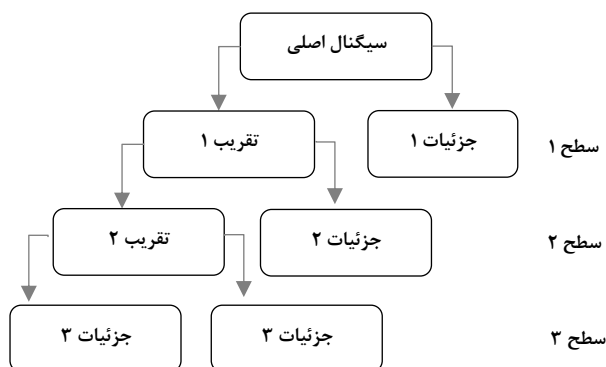 سیگنال اصلی
تقریب ۱
جزئیات ۱
سطح ۱
تقریب ۲
جزئیات ۲
سطح ۲
جزئیات ۳
جزئیات ۳
سطح ۳